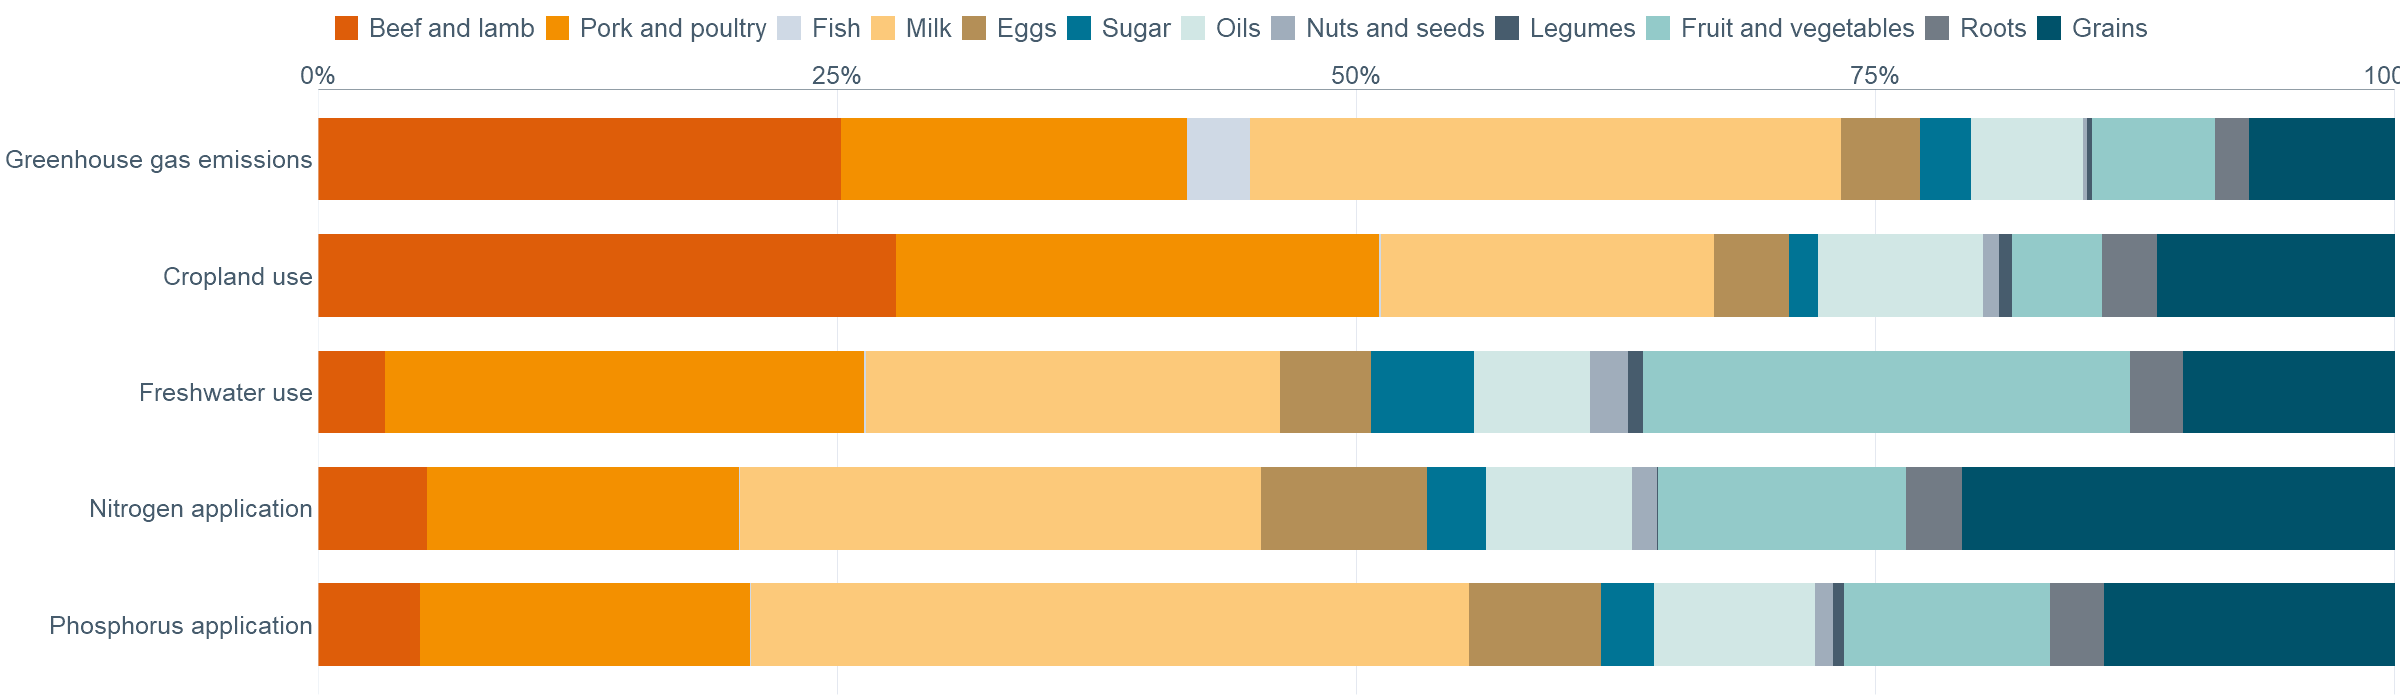 Beef and lamb Pork and poultry Fish Milk Eggs Sugar Oils Nuts and seeds Legumes Fruit and vegetables Roots Grains
0% 25% 50% 75% 100
Greenhouse gas emissions
Cropland use
Freshwater use
Nitrogen application
Phosphorus application